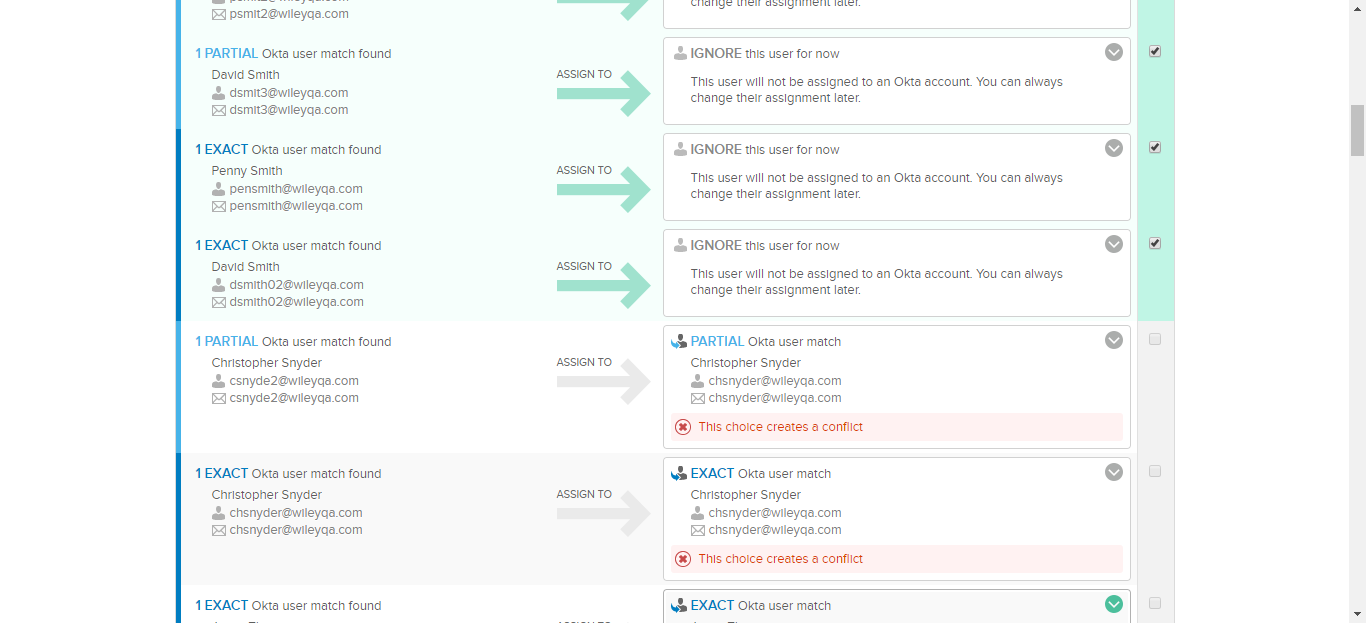 psmit2@wileyqa.com
psmit2@wileyqa.com
change their assignment later.
1 PARTIAL Okta user match found
David Smith
dsmit3@wileyqa.com
dsmit3@wileyqa.com
ASSIGN TO
IGNORE this user for now
This user will not be assigned to an Okta account. You can always
change their assignment later.
1 EXACT Okta user match found
Penny Smith
pensmith@wileyqa.com
pensmith@wileyqa.com
ASSIGN TO
IGNORE this user for now
This user will not be assigned to an Okta account. You can always
change their assignment later.
1 EXACT Okta user match found
David Smith
dsmith02@wileyqa.com
dsmith02@wileyqa.com
ASSIGN TO
IGNORE this user for now
This user will not be assigned to an Okta account. You can always
change their assignment later.
1 PARTIAL Okta user match found
Christopher Snyder
csnyde2@wileyqa.com
csnyde2@wileyqa.com
ASSIGN TO
PARTIAL Okta user match
Christopher Snyder
chsnyder@wileyqa.com
chsnyder@wileyqa.com
This choice creates a conflict
1 EXACT Okta user match found
Christopher Snyder
chsnyder@wileyqa.com
chsnyder@wileyqa.com
ASSIGN TO
EXACT Okta user match
Christopher Snyder
chsnyder@wileyqa.com
chsnyder@wileyqa.com
This choice creates a conflict
1 EXACT Okta user match found
ASSIGN TO
EXACT Okta user match